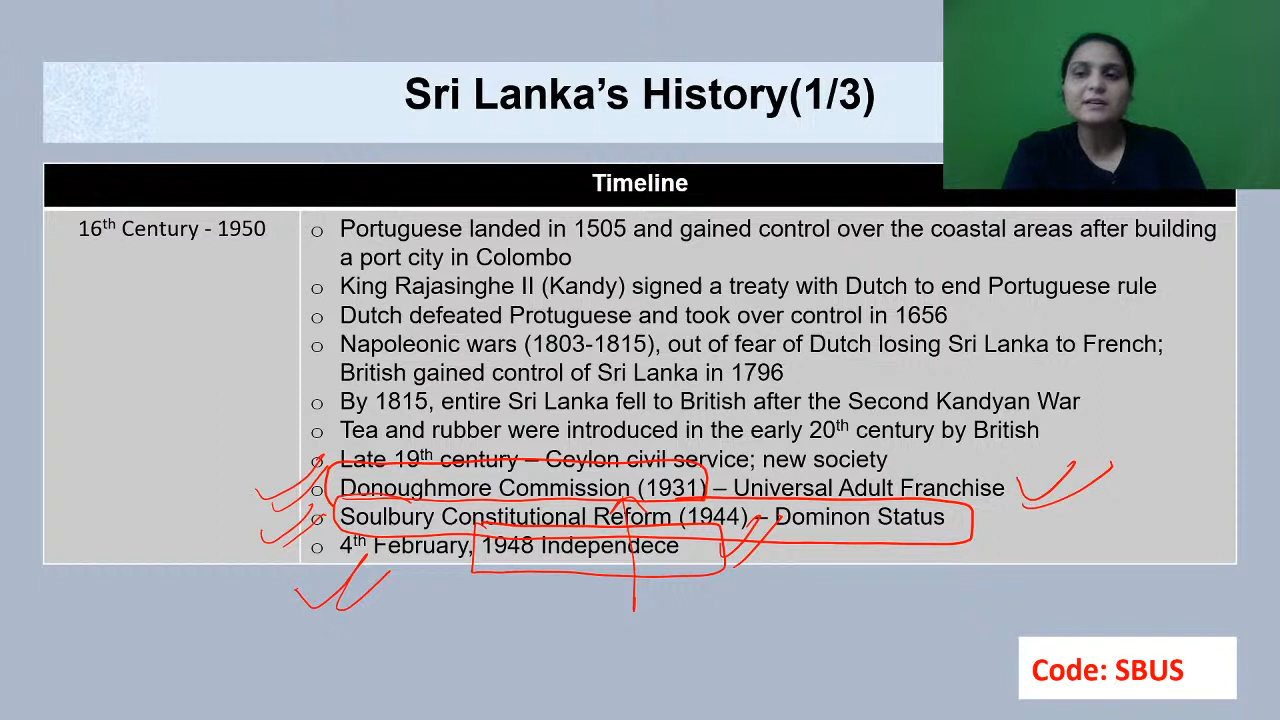 Sri Lanka's History(1/3)
Timeline
16th Century - 1950
o Portuguese landed in 1505 and gained control over the coastal areas after building
a port city in Colombo
o King Rajasinghe II (Kandy) signed a treaty with Dutch to end Portuguese rule
o Dutch defeated Protuguese and took over control in 1656
o Napoleonic wars (1803-1815), out of fear of Dutch losing Sri Lanka to French;
British gained control of Sri Lanka in 1796
o By 1815, entire Sri Lanka fell to British after the Second Kandyan War
o Tea and rubber were introduced in the early 20th century by British
o Late 19th century – Ceylon civil service; new society
o Donoughmore Commission (1931) – Universal Adult Franchise
o Soulbury Constitutional Reform (1944) – Dominon Status
o 4th February, 1948 Independece
Code: SBUS